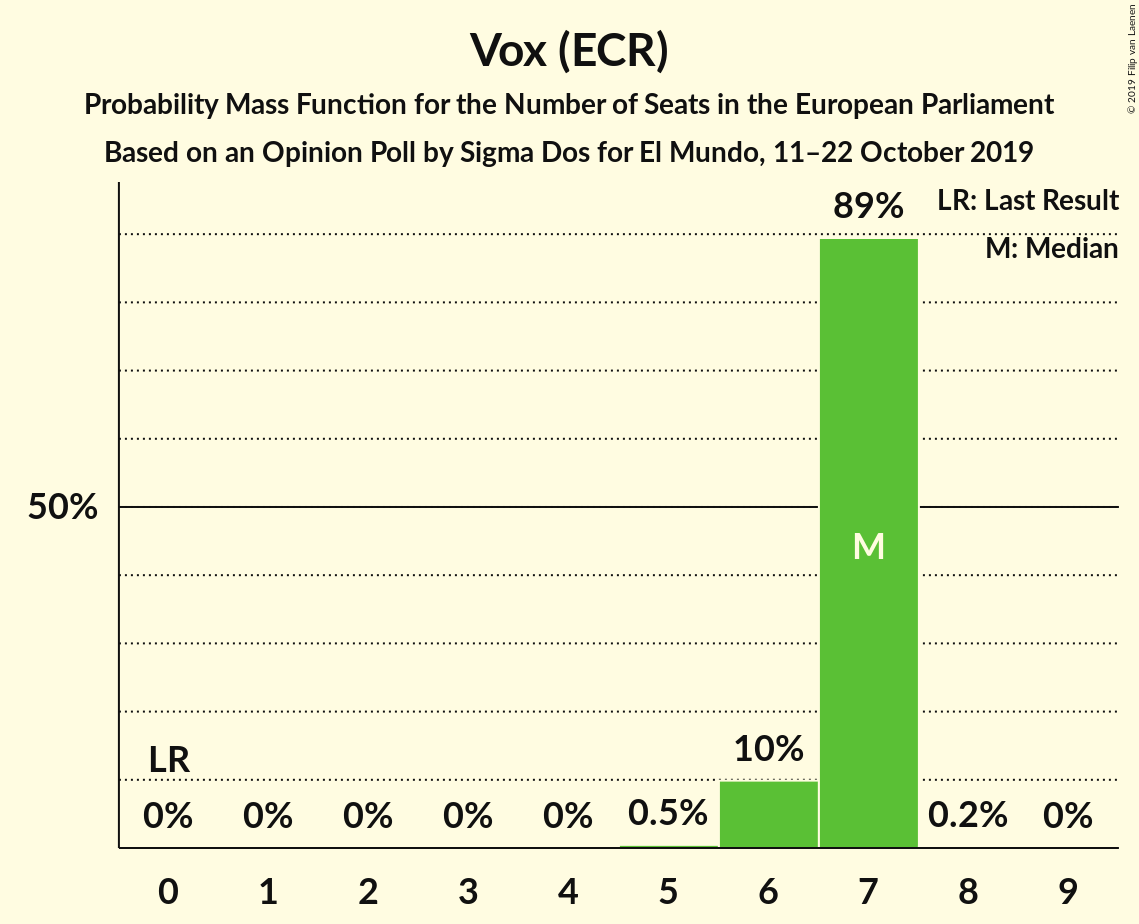 Vox (ECR)
Probability Mass Function for the Number of Seats in the European Parliament
Based on an Opinion Poll by Sigma Dos for El Mundo, 11–22 October 2019
© 2019 Filip van Laenen
LR: Last Result
M: Median
89%
50%
M
LR
10%
0% 0% 0% 0% 0% 0.5% 0.2% 0%
0 1 2 3 4 5 6 7 8 9